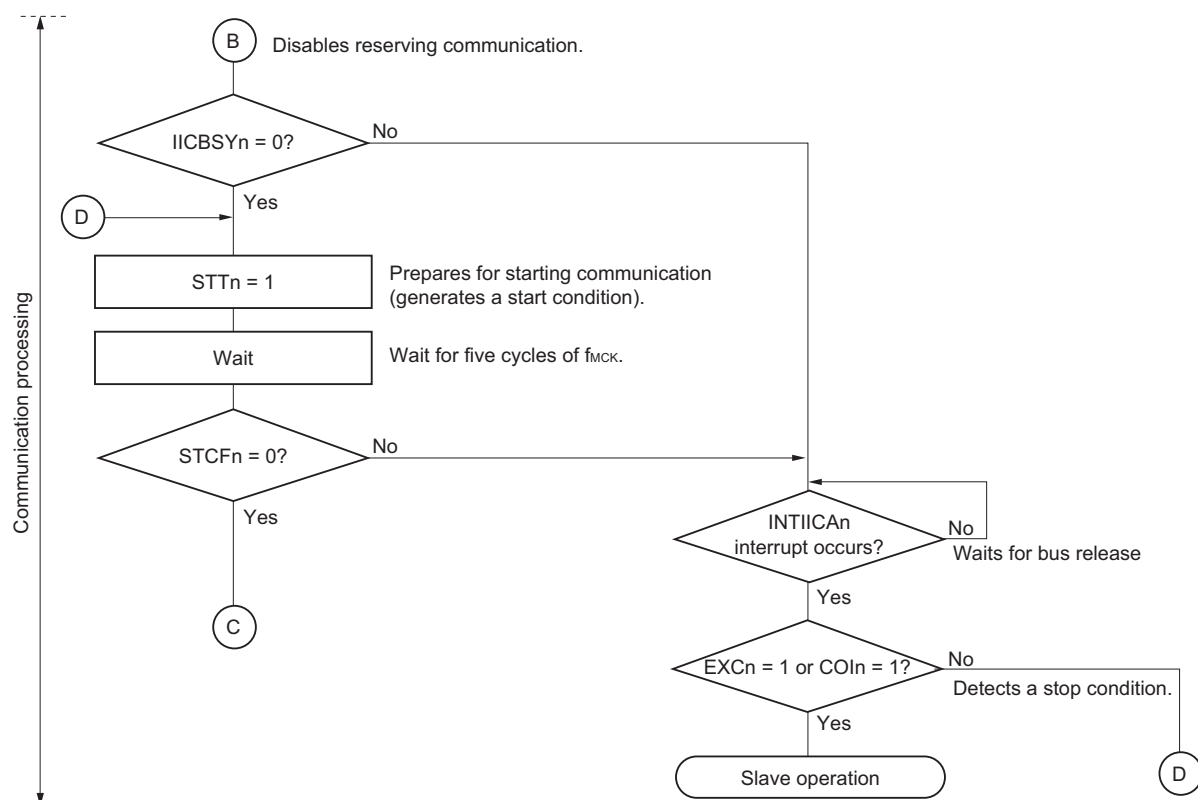 B
Disables reserving communication.
IICBSYn = 0?
No
Yes
D
STTn = 1
Prepares for starting communication
(generates a start condition).
Wait
Wait for five cycles of fMCK.
STCFn = 0?
No
Yes
C
INTIICAn
interrupt occurs?
No
Waits for bus release
Yes
EXCn = 1 or COIn = 1?
No
Detects a stop condition.
Yes
Slave operation
D
Communication processing